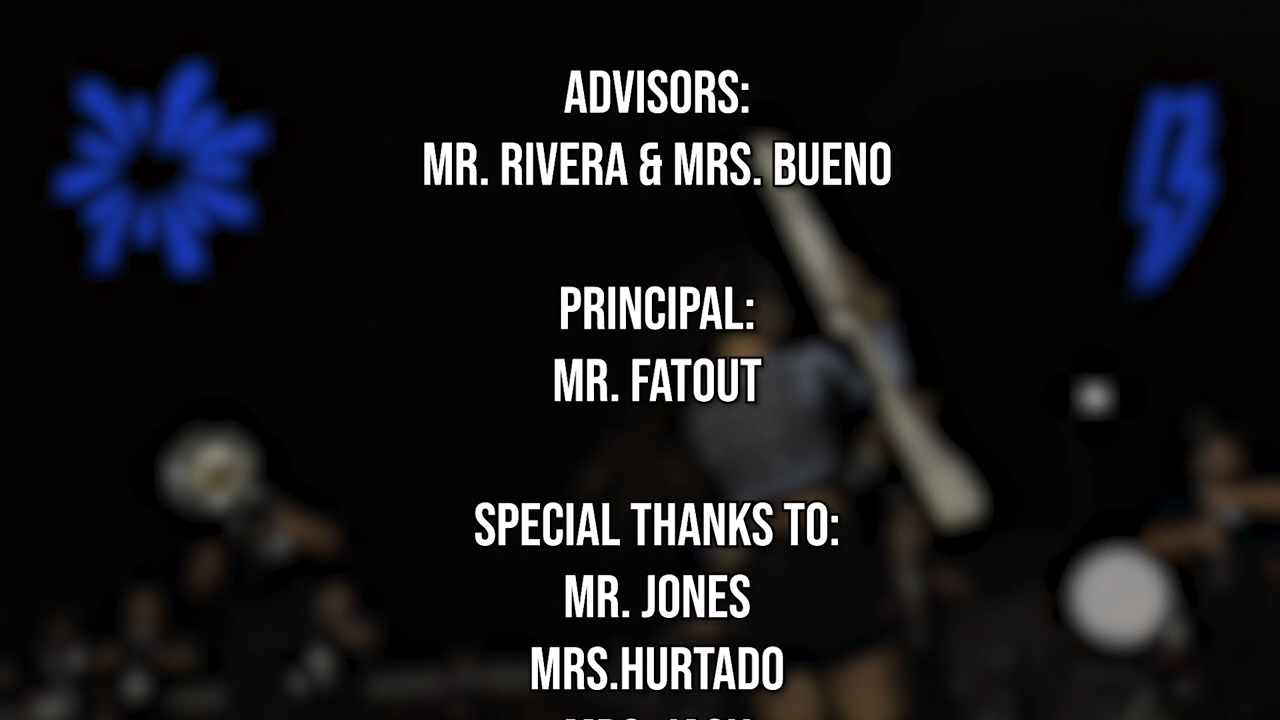 ADVISORS:
MR. RIVERA & MRS. BUENO
PRINCIPAL:
MR. FATOUT
SPECIAL THANKS TO:
MR. JONES
MRS.HURTADO